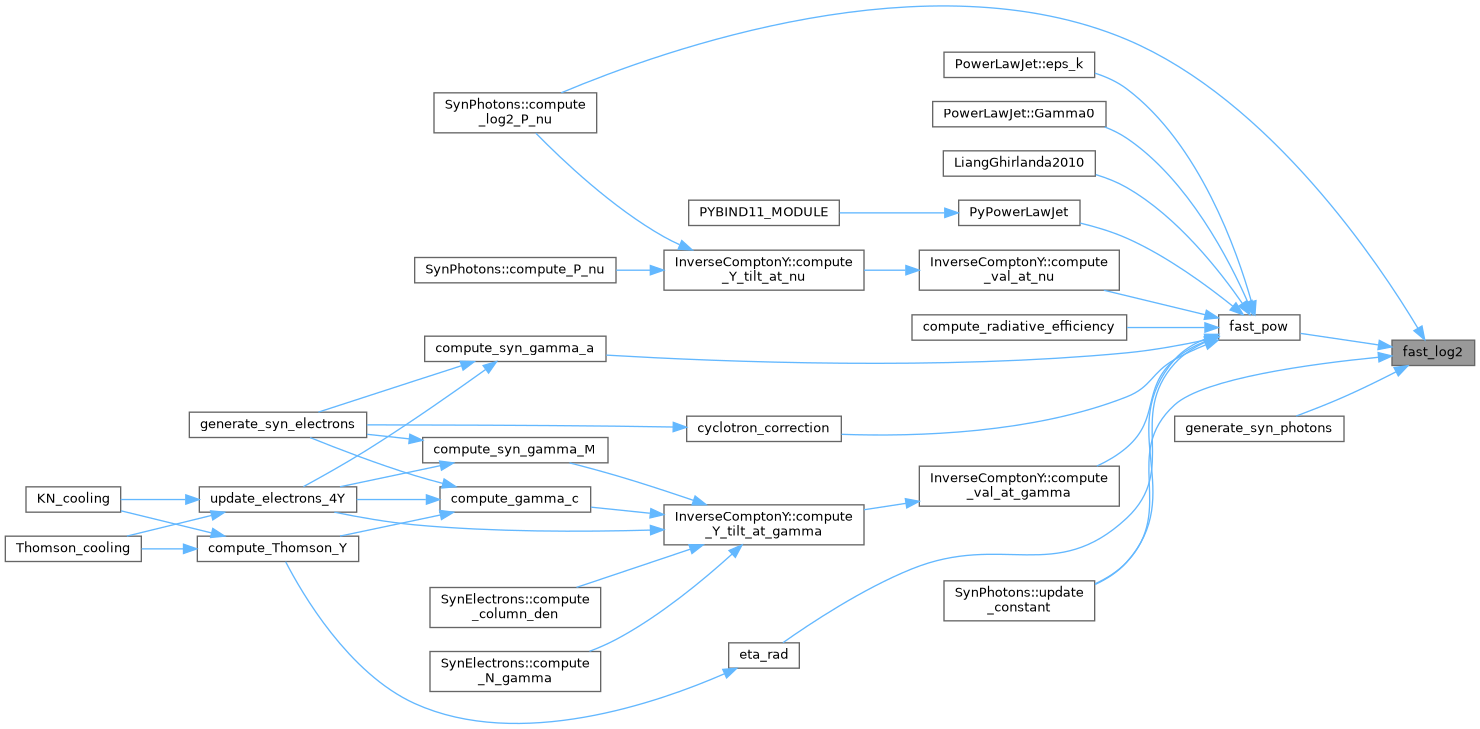 PowerLawJet::eps_k
SynPhotons::compute
_log2_P_nu
PowerLawJet::Gamma0
LiangGhirlanda2010
PYBIND11_MODULE
PyPowerLawJet
SynPhotons::compute_P_nu
InverseComptonY::compute
_Y_tilt_at_nu
InverseComptonY::compute
_val_at_nu
compute_radiative_efficiency
fast_pow
compute_syn_gamma_a
fast_log2
generate_syn_electrons
cyclotron_correction
generate_syn_photons
compute_syn_gamma_M
KN_cooling
update_electrons_4Y
compute_gamma_c
InverseComptonY::compute
_val_at_gamma
InverseComptonY::compute
_Y_tilt_at_gamma
Thomson_cooling
compute_Thomson_Y
SynElectrons::compute
_column_den
SynPhotons::update
_constant
SynElectrons::compute
_N_gamma
eta_rad